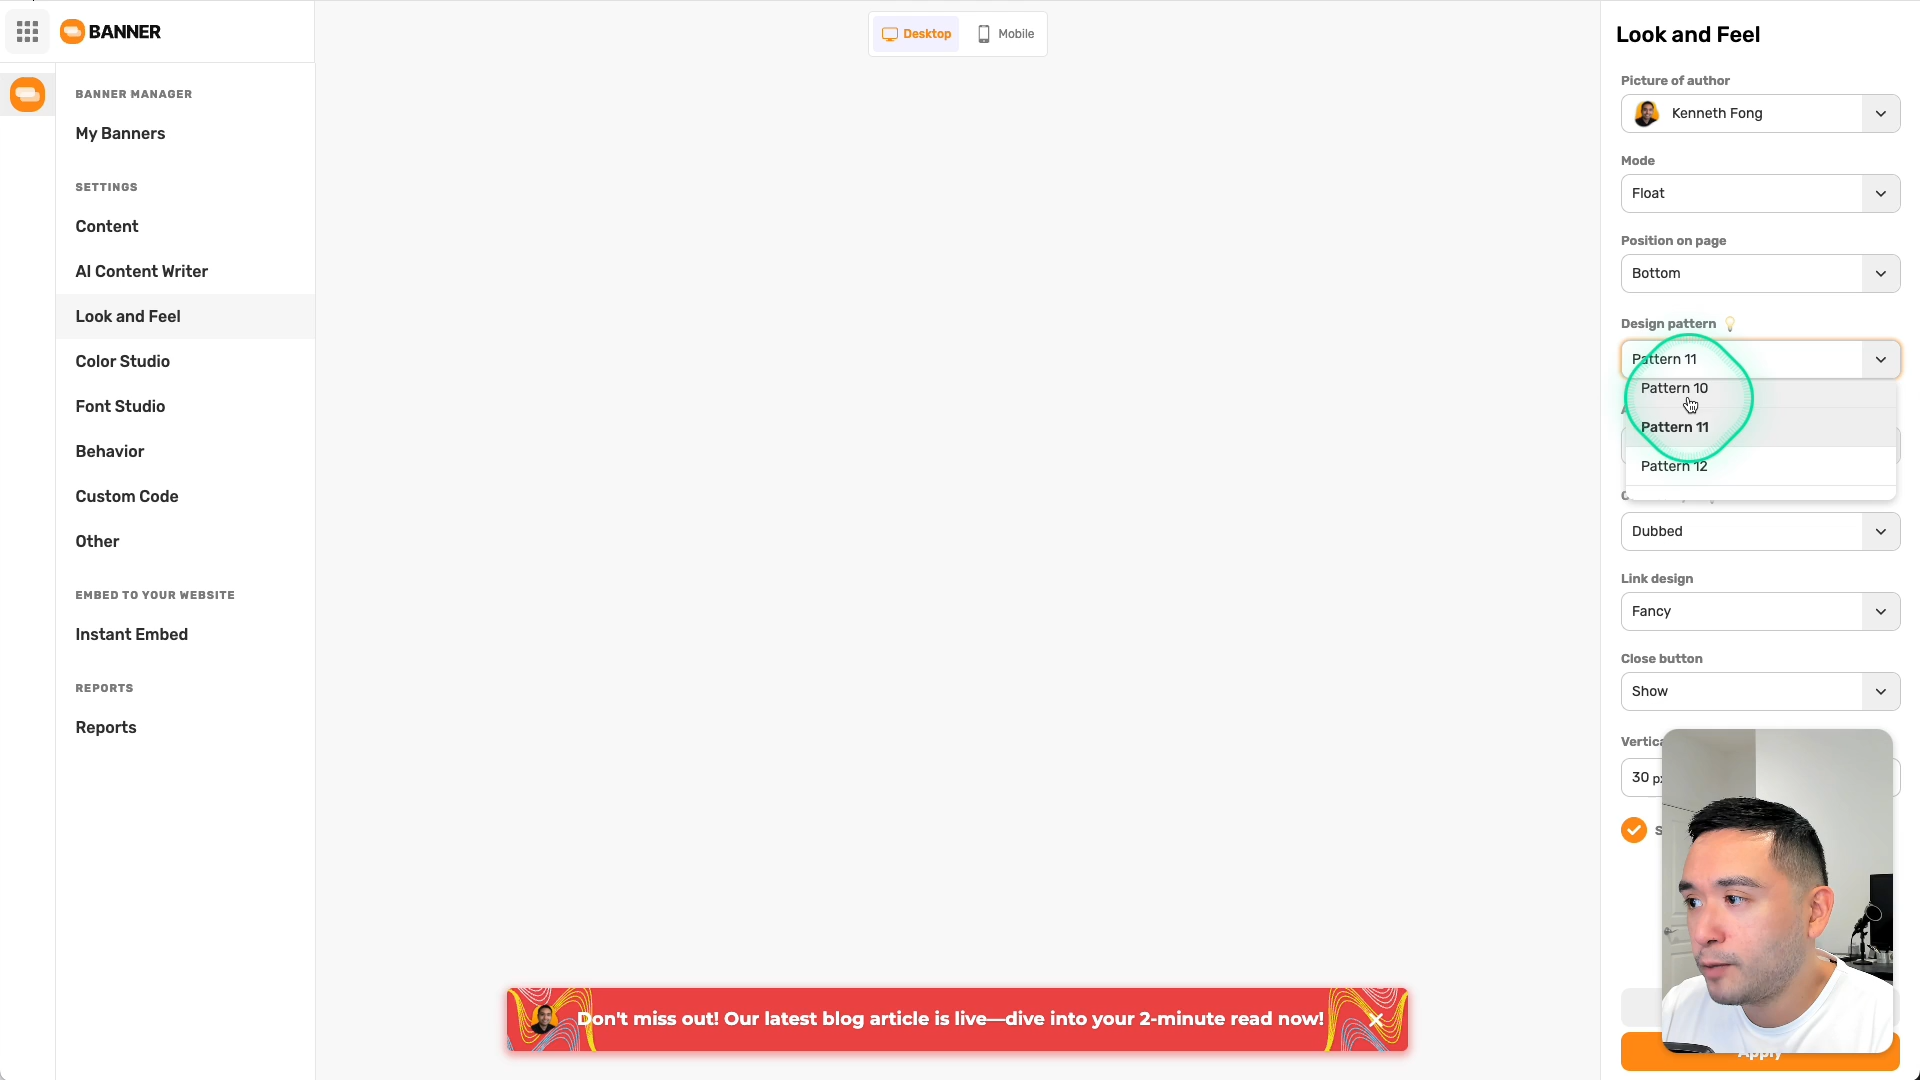 BANNER
Desktop
Mobile
BANNER MANAGER
My Banners
SETTINGS
Content
AI Content Writer
Look and Feel
Color Studio
Font Studio
Behavior
Custom Code
Other
EMBED TO YOUR WEBSITE
Instant Embed
REPORTS
Reports
Look and Feel
Picture of author
Kenneth Fong
Mode
Float
Position on page
Bottom
Design pattern
Pattern 11
Pattern 10
Pattern 11
Pattern 12
Dubbed
Link design
Fancy
Close button
Show
30
Apply
Don't miss out! Our latest blog article is live—dive into your 2-minute read now!